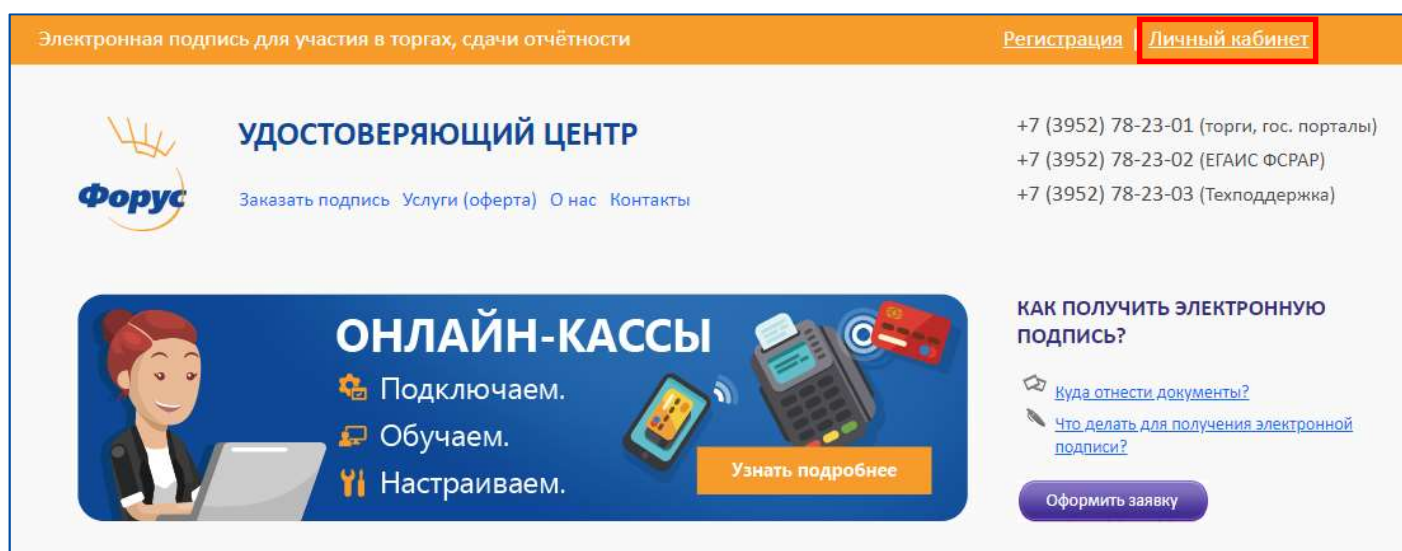 Электронная подпись для участия в торгах, сдачи отчётности
Регистрация | Личный кабинет
Форус
УДОСТОВЕРЯЮЩИЙ ЦЕНТР
Заказать подпись Услуги (оферта) О нас Контакты
+7 (3952) 78-23-01 (торги, гос. порталы)
+7 (3952) 78-23-02 (ЕГАИС ФСРАР)
+7 (3952) 78-23-03 (Техподдержка)
ОНЛАЙН-КАССЫ
Подключаем.
Обучаем.
Настраиваем.
Узнать подробнее
КАК ПОЛУЧИТЬ ЭЛЕКТРОННУЮ
ПОДПИСЬ?
Куда отнести документы?
Что делать для получения электронной
подписи?
Оформить заявку